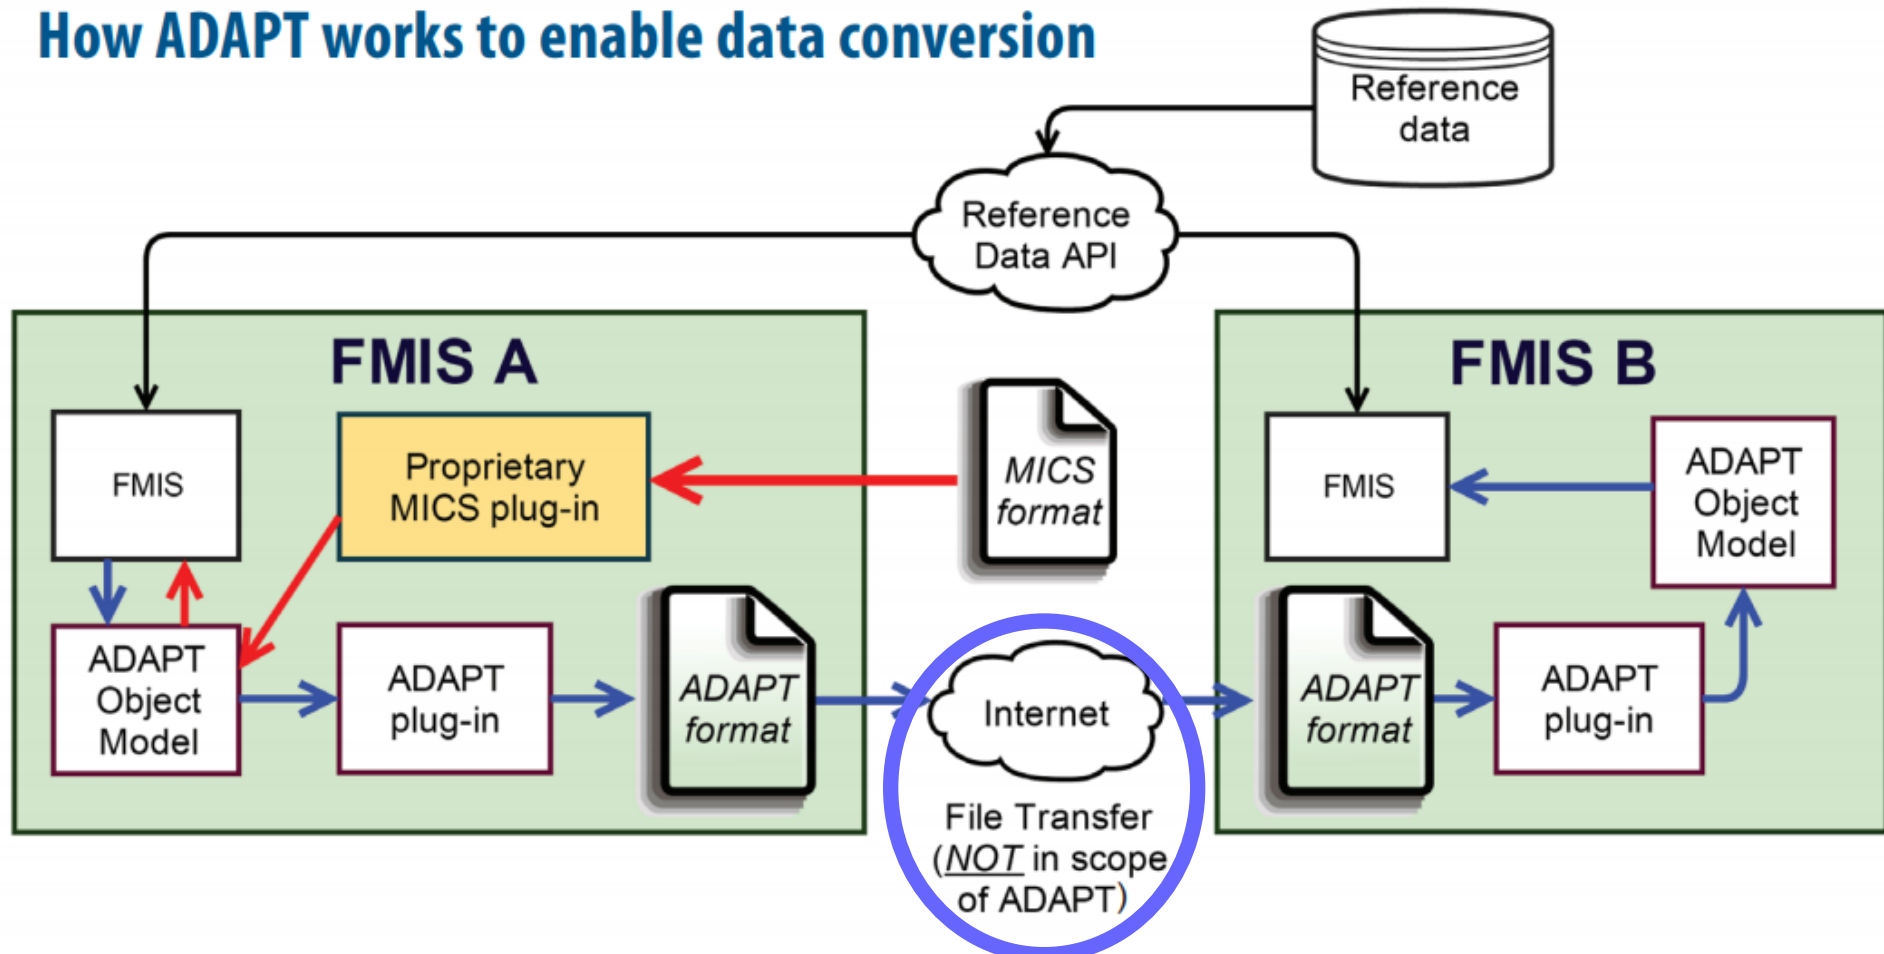 How ADAPT works to enable data conversion
Reference
data
Reference
Data API
FMIS A
FMIS
Proprietary
MICS plug-in
ADAPT
Object
Model
ADAPT
plug-in
ADAPT
format
MICS
format
Internet
File Transfer
(NOT in scope
of ADAPT)
FMIS B
FMIS
ADAPT
Object
Model
ADAPT
format
ADAPT
plug-in